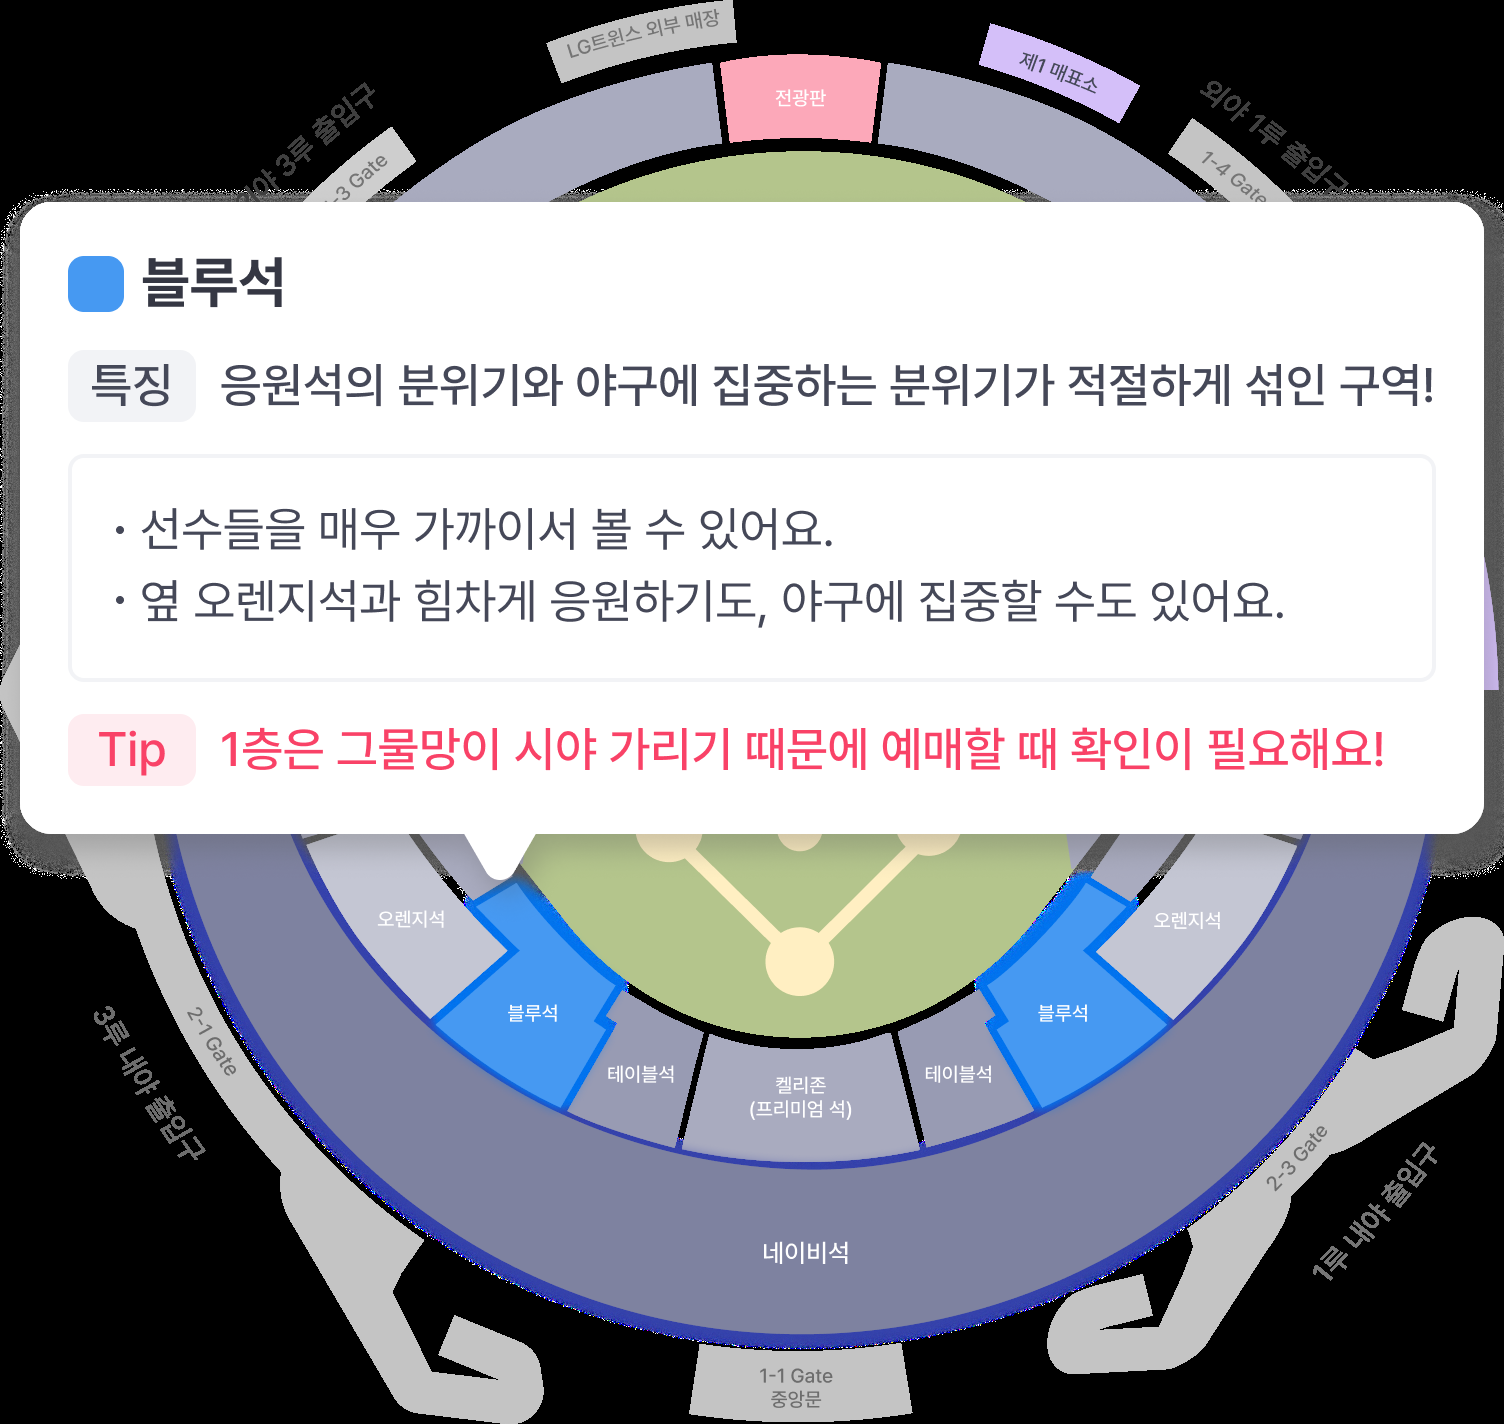 LG트윈스 외부 매장
전광판
제1 매표소
야 3루 출입구
-3 Gate
외야 1루 출입구
1-4 Gate
블루석
특징 응원석의 분위기와 야구에 집중하는 분위기가 적절하게 섞인 구역!
· 선수들을 매우 가까이서 볼 수 있어요.
· 옆 오렌지석과 힘차게 응원하기도, 야구에 집중할 수도 있어요.
Tip 1층은 그물망이 시야 가리기 때문에 예매할 때 확인이 필요해요!
오렌지석
오렌지석
블루석
블루석
테이블석
테이블석
켈리존
(프리미엄 석)
3루 내야 출입구
2-1 Gate
2-3 Gate
1루 내야 출입구
네이비석
1-1 Gate
중앙문